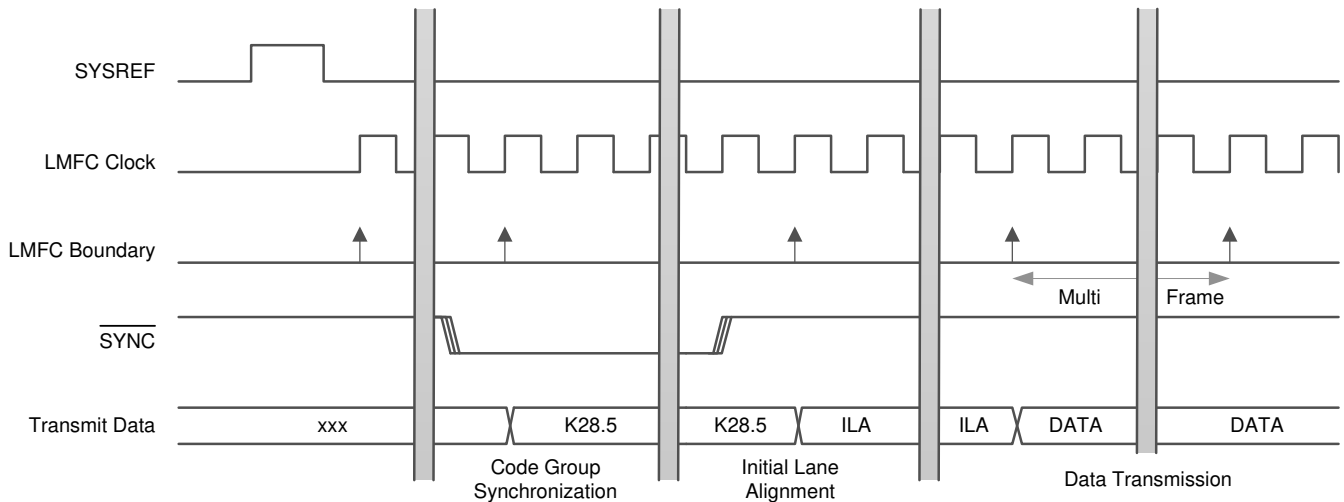 SYSREF
LMFC Clock
LMFC Boundary
Multi Frame
SYNC
Transmit Data
xxx
K28.5
K28.5
ILA
ILA
DATA
DATA
Code Group
Synchronization
Initial Lane
Alignment
Data Transmission